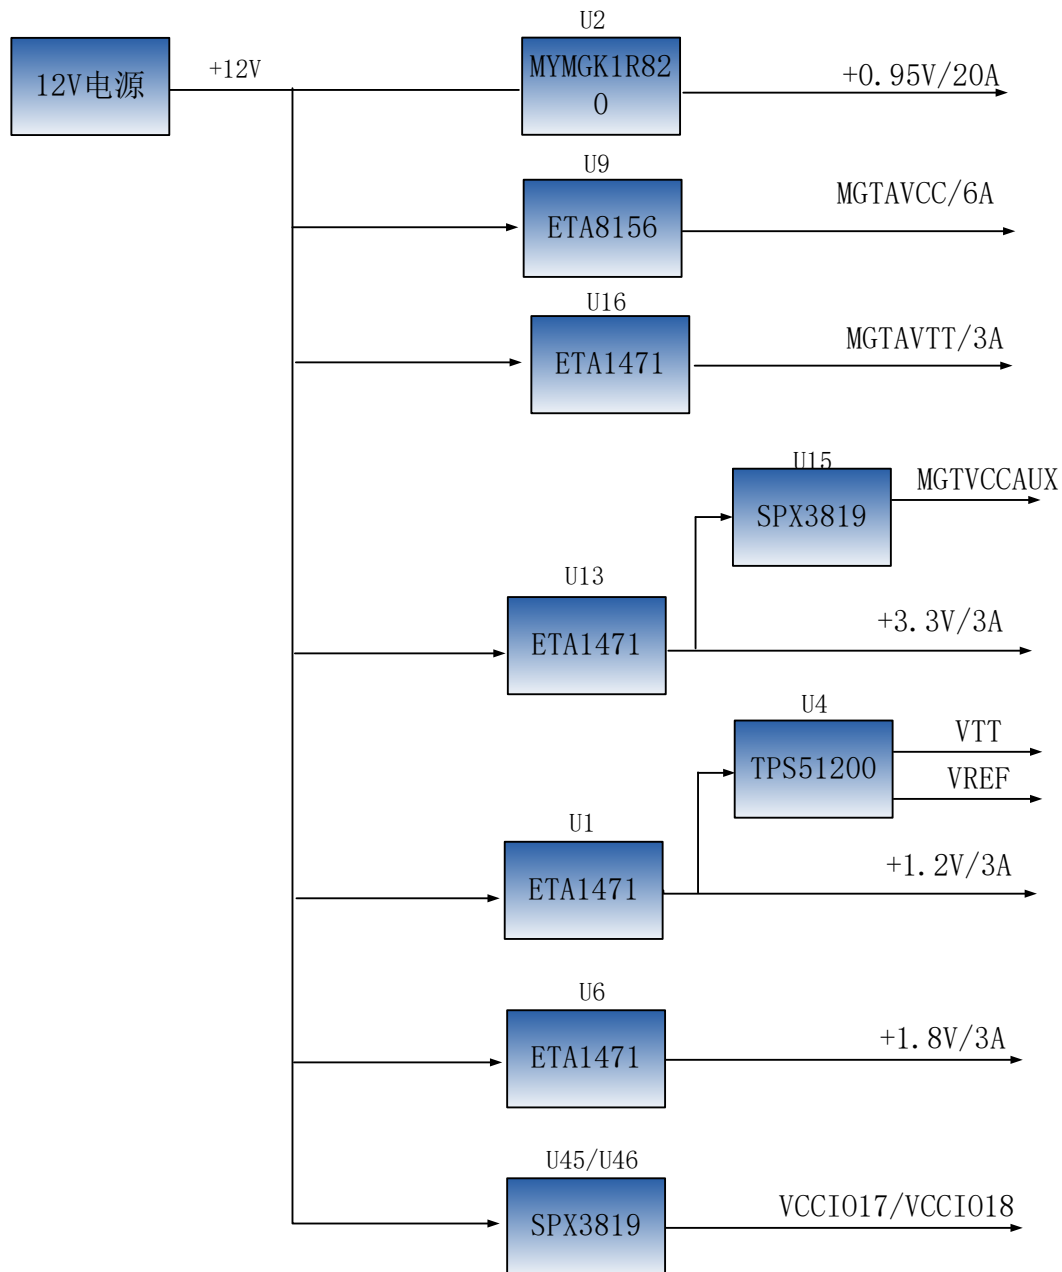 U2
12V电源
+12V
MYMGK1R82
0
+0.95V/20A
U9
ETA8156
MGTAVCC/6A
U16
ETA1471
MGTAVTT/3A
U15
SPX3819
MGTVCCAUX
U13
ETA1471
+3.3V/3A
U4
TPS51200
VTT
VREF
U1
ETA1471
+1.2V/3A
U6
ETA1471
+1.8V/3A
U45/U46
SPX3819
VCCIO17/VCCIO18